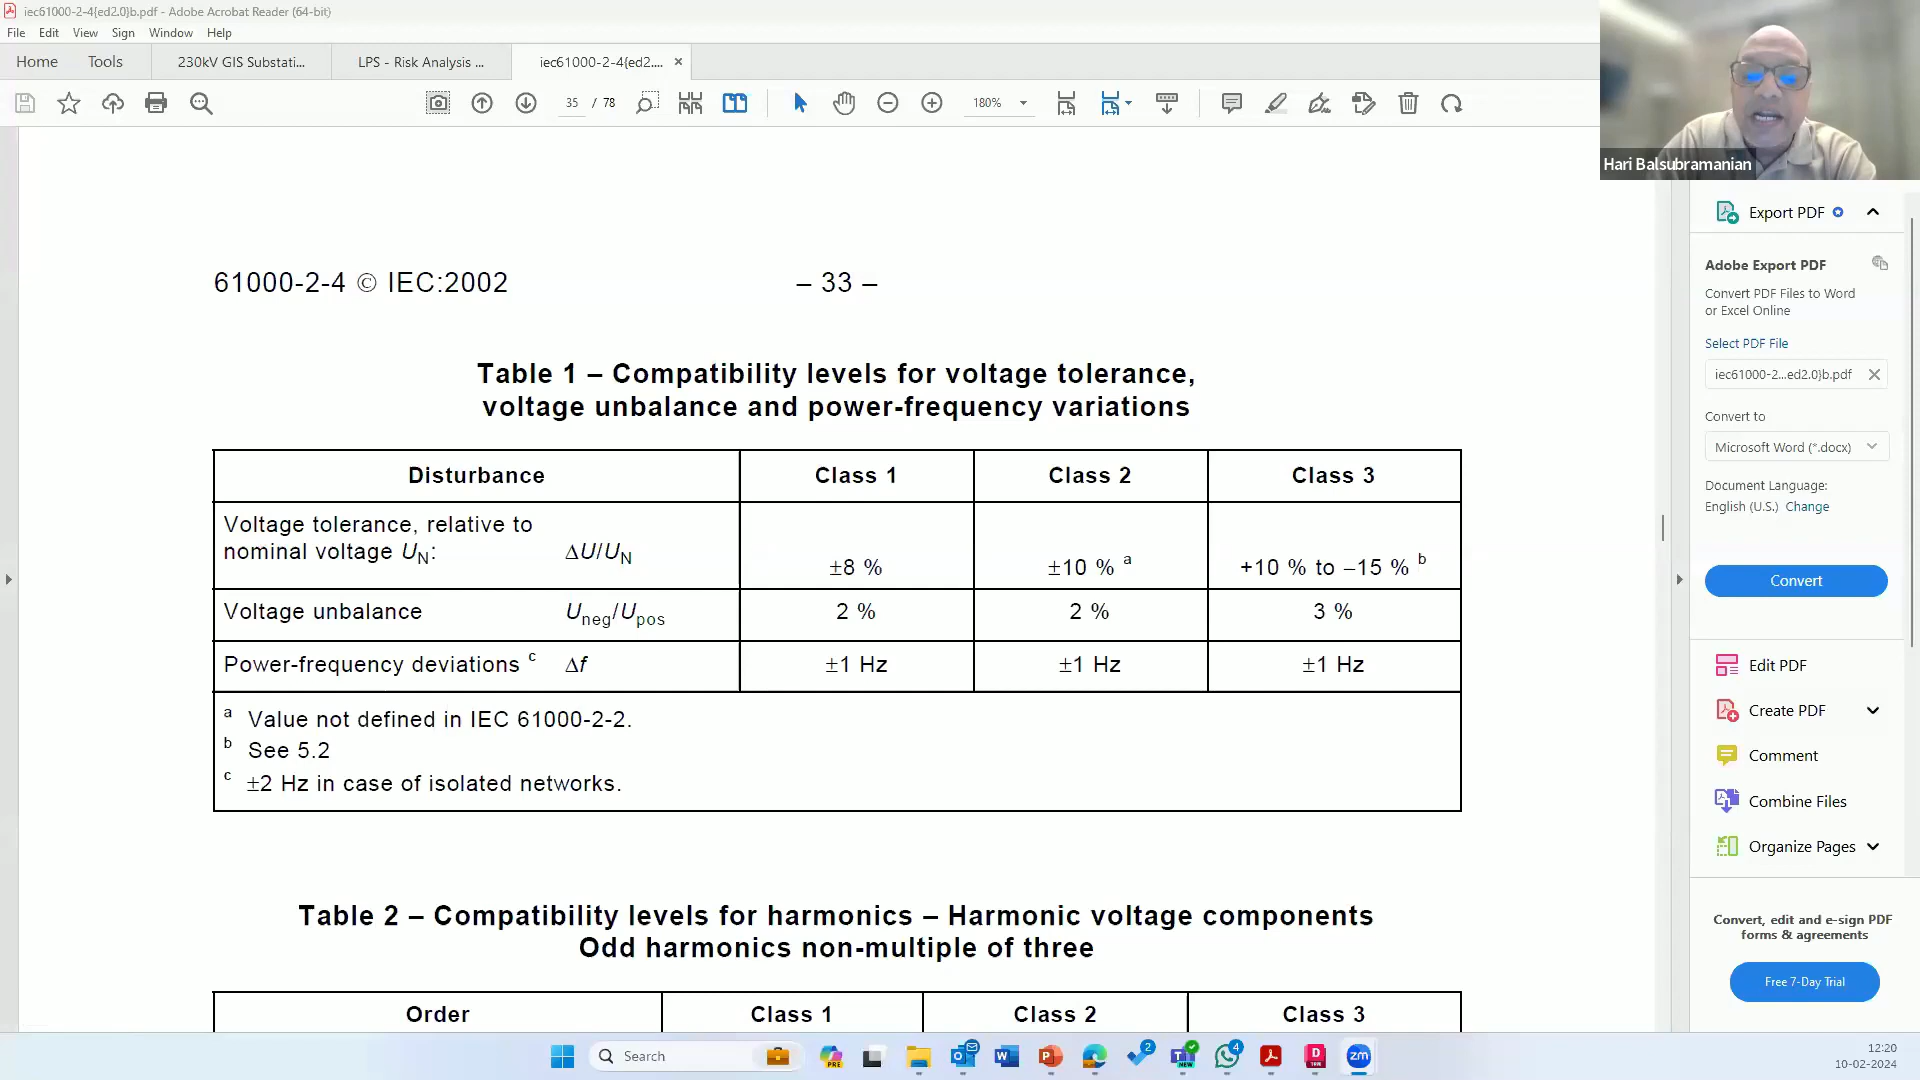 iec61000-2-4{ed2.0}b.pdf - Adobe Acrobat Reader (64-bit)
File Edit View Sign Window Help
Home Tools 230kV GIS Substati... LPS - Risk Analysis ... iec61000-2-4{ed2....
35 / 78 180%
Hari Balsubramanian
61000-2-4 © IEC:2002 – 33 –
Table 1 – Compatibility levels for voltage tolerance,
voltage unbalance and power-frequency variations
Disturbance Class 1 Class 2 Class 3
Voltage tolerance, relative to
nominal voltage UN: ΔU/UN ±8 % ±10 % a +10 % to –15 % b
Voltage unbalance Uneg/Upos 2 % 2 % 3 %
Power-frequency deviations c Δf ±1 Hz ±1 Hz ±1 Hz
a Value not defined in IEC 61000-2-2.
b See 5.2
c ±2 Hz in case of isolated networks.
Table 2 – Compatibility levels for harmonics – Harmonic voltage components
Odd harmonics non-multiple of three
Order Class 1 Class 2 Class 3
Export PDF
Adobe Export PDF
Convert PDF Files to Word
or Excel Online
Select PDF File
iec61000-2...ed2.0}b.pdf
Convert to
Microsoft Word (*.docx)
Document Language:
English (U.S.) Change
Convert
Edit PDF
Create PDF
Comment
Combine Files
Organize Pages
Convert, edit and e-sign PDF
forms & agreements
Free 7-Day Trial
Search
PRE
2
NEW
4
zm
12:20
10-02-2024